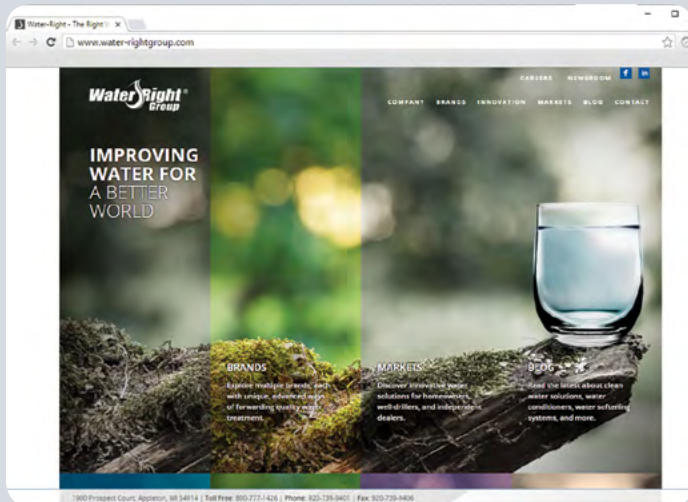 Water-Right - The Right
www.water-rightgroup.com
CAREERS NEWSROOM f in
Water Right®
Group
COMPANY BRANDS INNOVATION MARKETS BLOG CONTACT
IMPROVING
WATER FOR
A BETTER
WORLD
BRANDS
Explore multiple brands, each
with unique, advanced ways
of forwarding quality water
treatment.
MARKETS
Discover innovative water
solutions for homeowners,
well-drillers, and independent
dealers.
BLOG
Read the latest about clean
water solutions, water
conditioners, water softening
systems, and more.
1900 Prospect Court, Appleton, WI 54914 | Toll Free: 800-777-1426 | Phone: 920-739-9401 | Fax: 920-739-9406